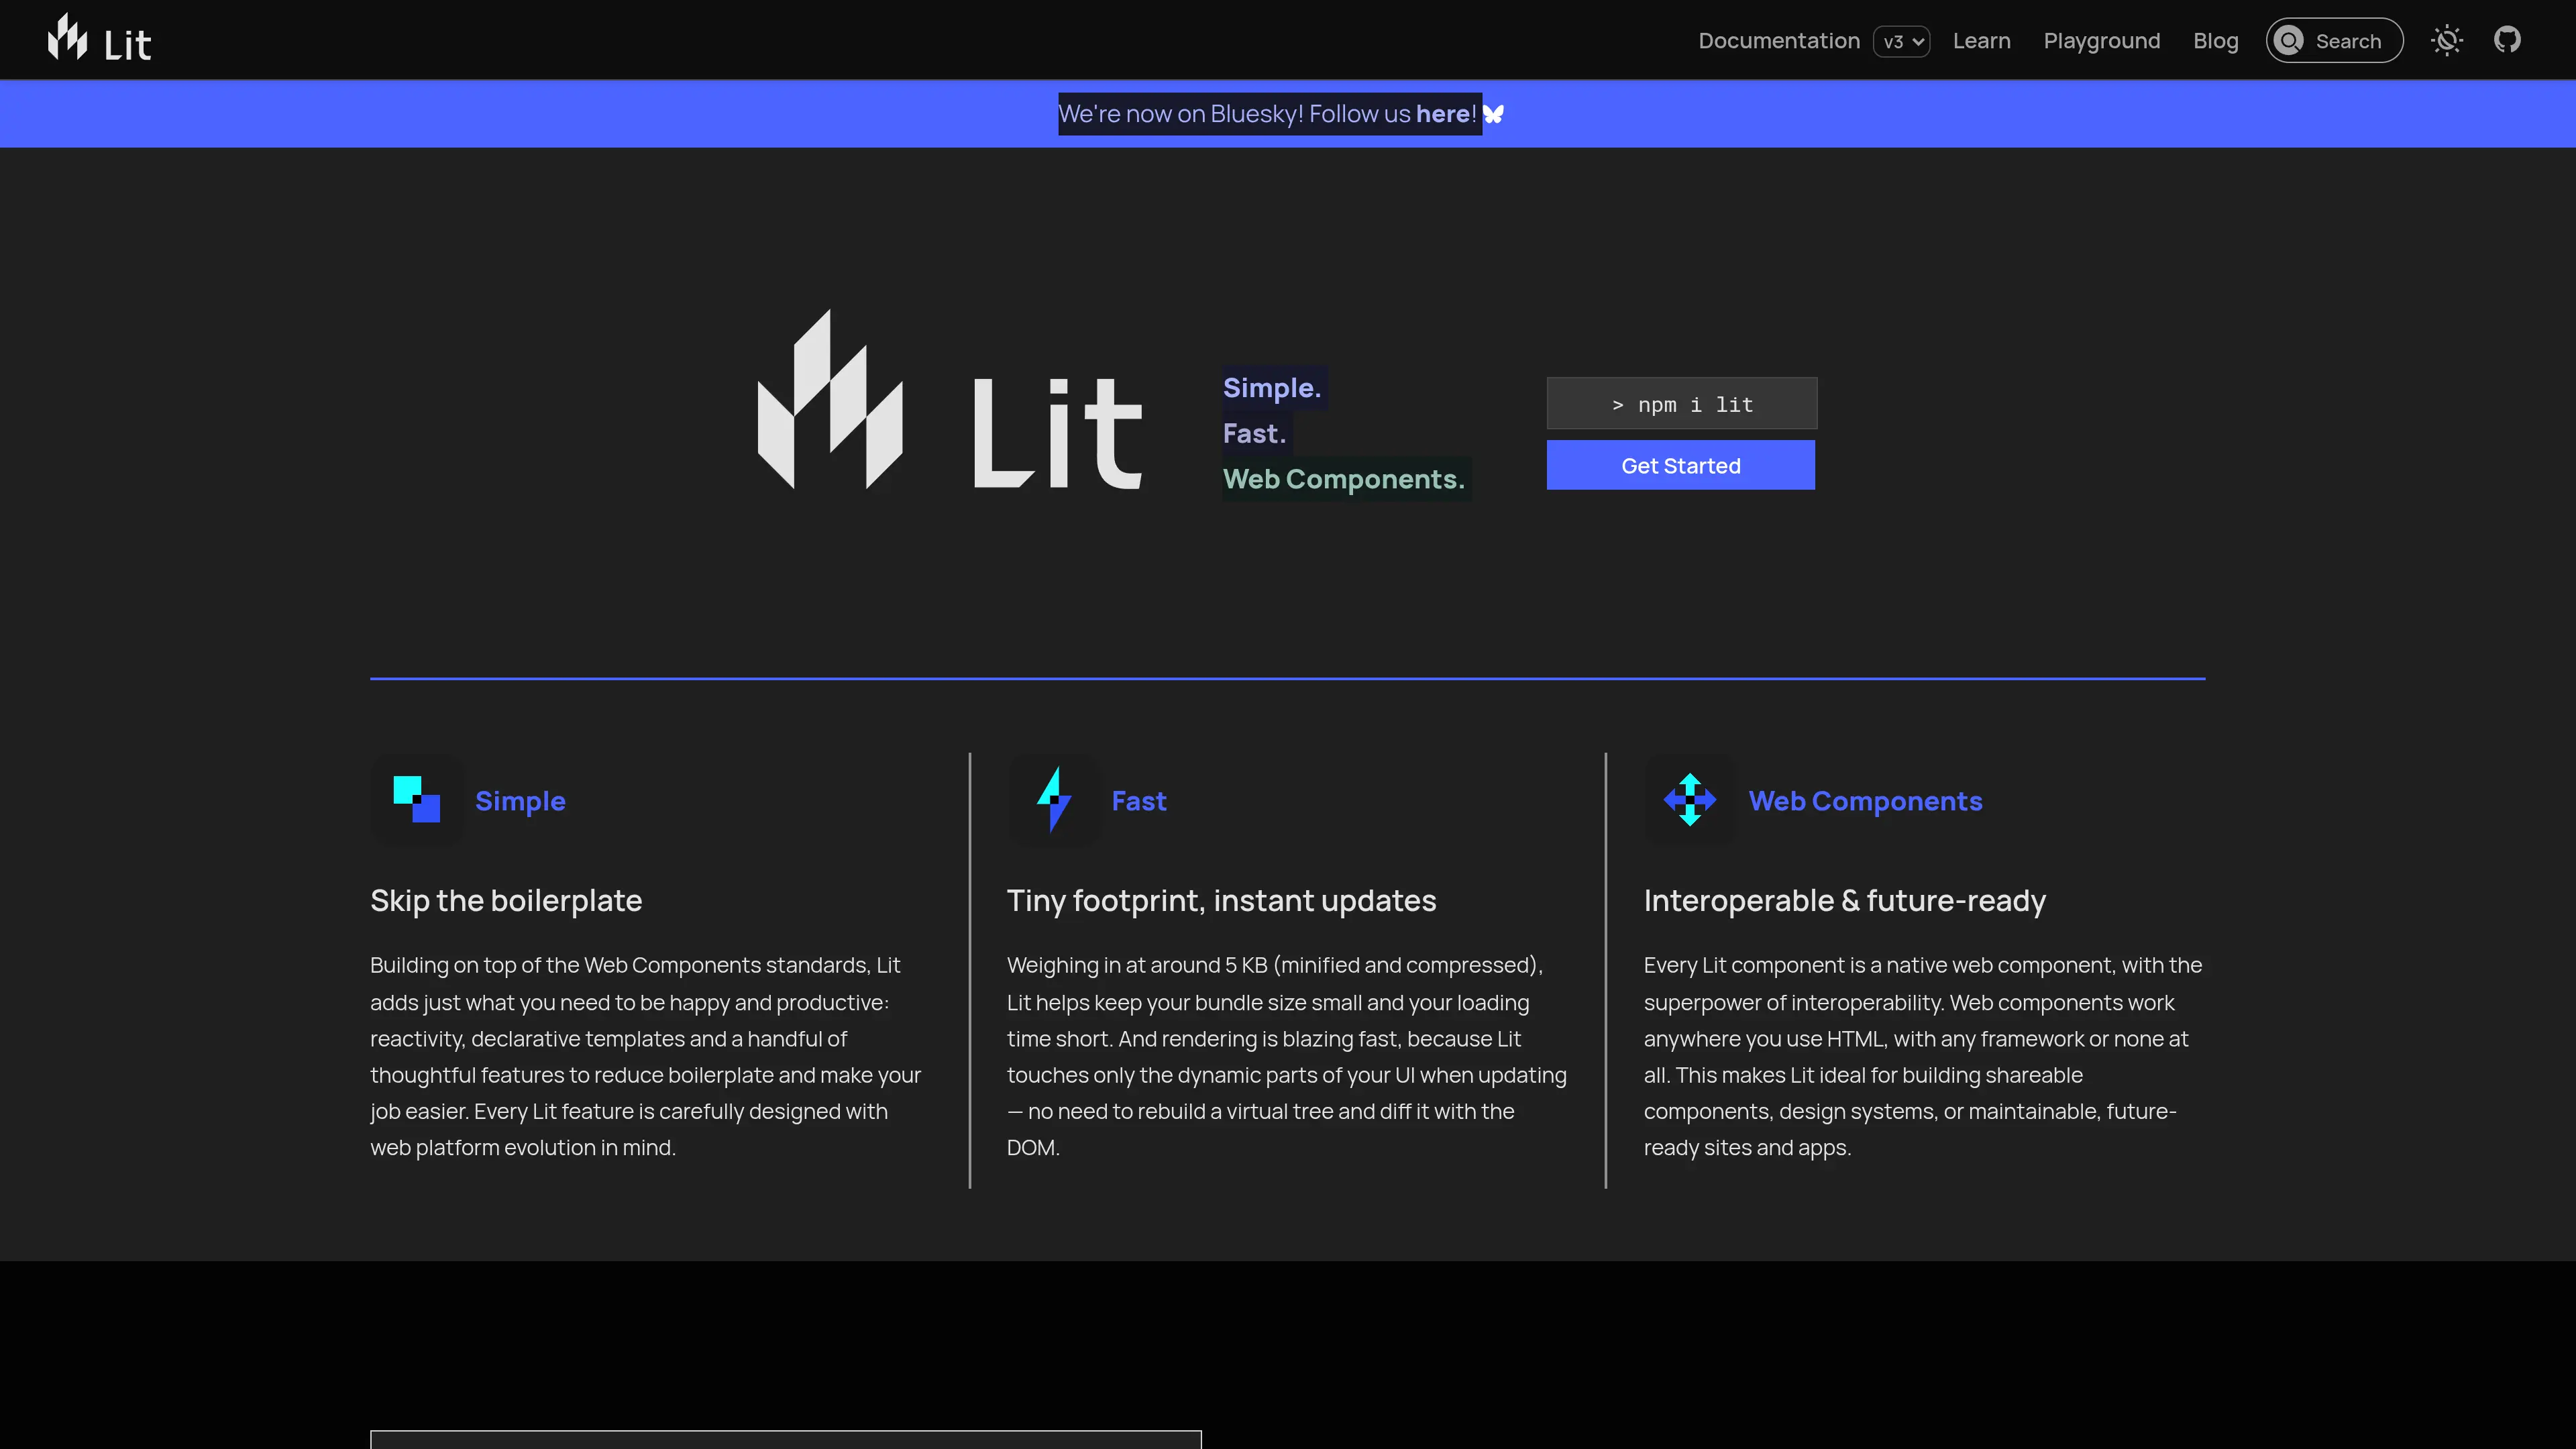 Lit
Documentation v3 Learn Playground Blog Search
We're now on Bluesky! Follow us here!
Lit
Simple.
Fast.
Web Components.
> npm i lit
Get Started
Simple
Skip the boilerplate
Building on top of the Web Components standards, Lit
adds just what you need to be happy and productive:
reactivity, declarative templates and a handful of
thoughtful features to reduce boilerplate and make your
job easier. Every Lit feature is carefully designed with
web platform evolution in mind.
Fast
Tiny footprint, instant updates
Weighing in at around 5 KB (minified and compressed),
Lit helps keep your bundle size small and your loading
time short. And rendering is blazing fast, because Lit
touches only the dynamic parts of your UI when updating
— no need to rebuild a virtual tree and diff it with the
DOM.
Web Components
Interoperable & future-ready
Every Lit component is a native web component, with the
superpower of interoperability. Web components work
anywhere you use HTML, with any framework or none at
all. This makes Lit ideal for building shareable
components, design systems, or maintainable, future-
ready sites and apps.